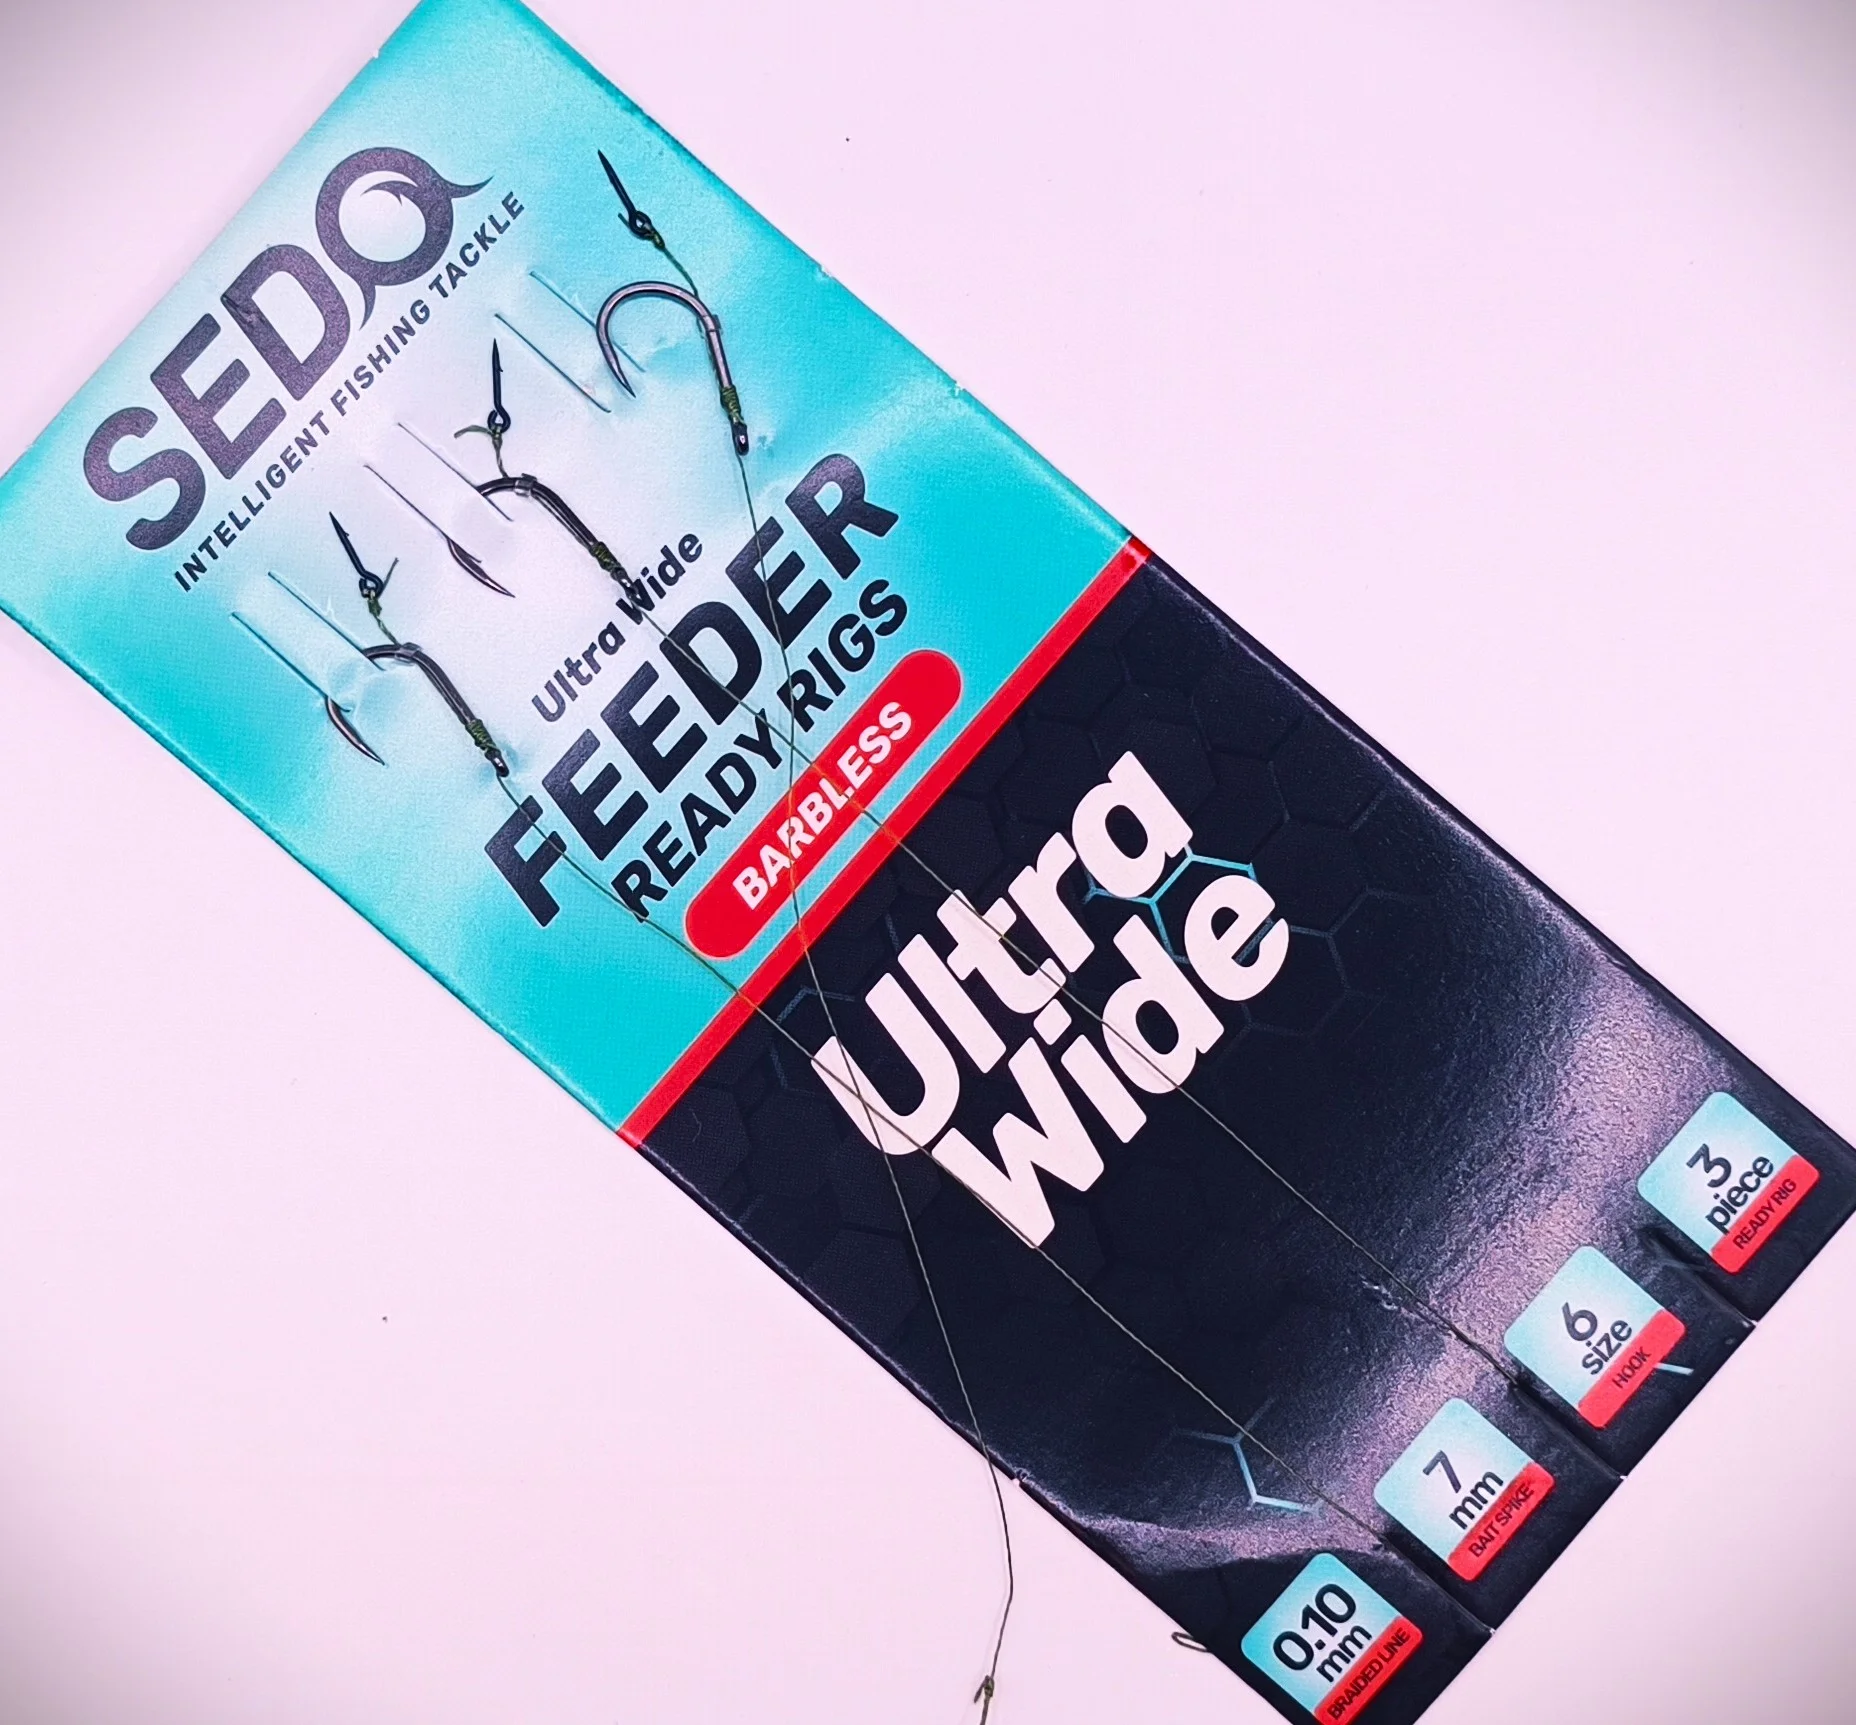 SEDO
INTELLIGENT FISHING TACKLE
Ultra Wide
FEEDER
READY RIGS
BARBLESS
Ultra
Wide
3
piece
READY RIG
6
size
HOOK
7
mm
BAIT SPIKE
0.10
mm
BRAIDED LINE